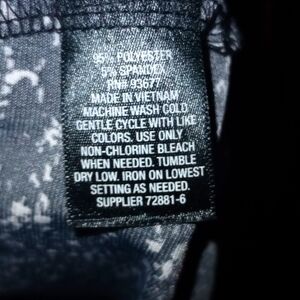 95% POLYESTER
5% SPANDEX
RN# 93677
MADE IN VIETNAM
MACHINE WASH COLD
GENTLE CYCLE WITH LIKE
COLORS. USE ONLY
NON-CHLORINE BLEACH
WHEN NEEDED. TUMBLE
DRY LOW. IRON ON LOWEST
SETTING AS NEEDED.
SUPPLIER 72881-6